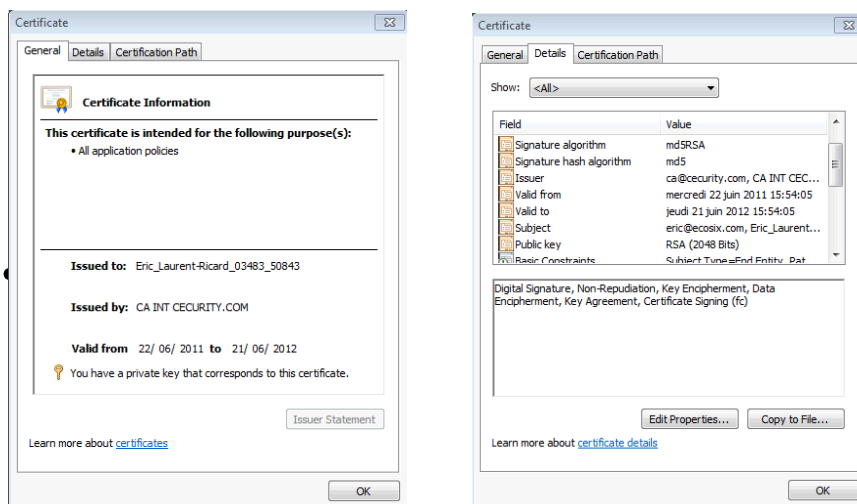 Certificate
General Details Certification Path
Certificate Information
This certificate is intended for the following purpose(s):
• All application policies
Issued to: Eric_Laurent-Ricard_03483_50843
Issued by: CA INT CECURITY.COM
Valid from 22/ 06/ 2011 to 21/ 06/ 2012
You have a private key that corresponds to this certificate.
Issuer Statement
Learn more about certificates
OK
Certificate
General Details Certification Path
Show: <All>
Field Value
Signature algorithm md5RSA
Signature hash algorithm md5
Issuer ca@cecurity.com, CA INT CEC...
Valid from mercredi 22 juin 2011 15:54:05
Valid to jeudi 21 juin 2012 15:54:05
Subject eric@ecosix.com, Eric_Laurent...
Public key RSA (2048 Bits)
Basic Constraints Subject Type=End Entity, Pat
Digital Signature, Non-Repudiation, Key Encipherment, Data
Encipherment, Key Agreement, Certificate Signing (fc)
Edit Properties... Copy to File...
Learn more about certificate details
OK